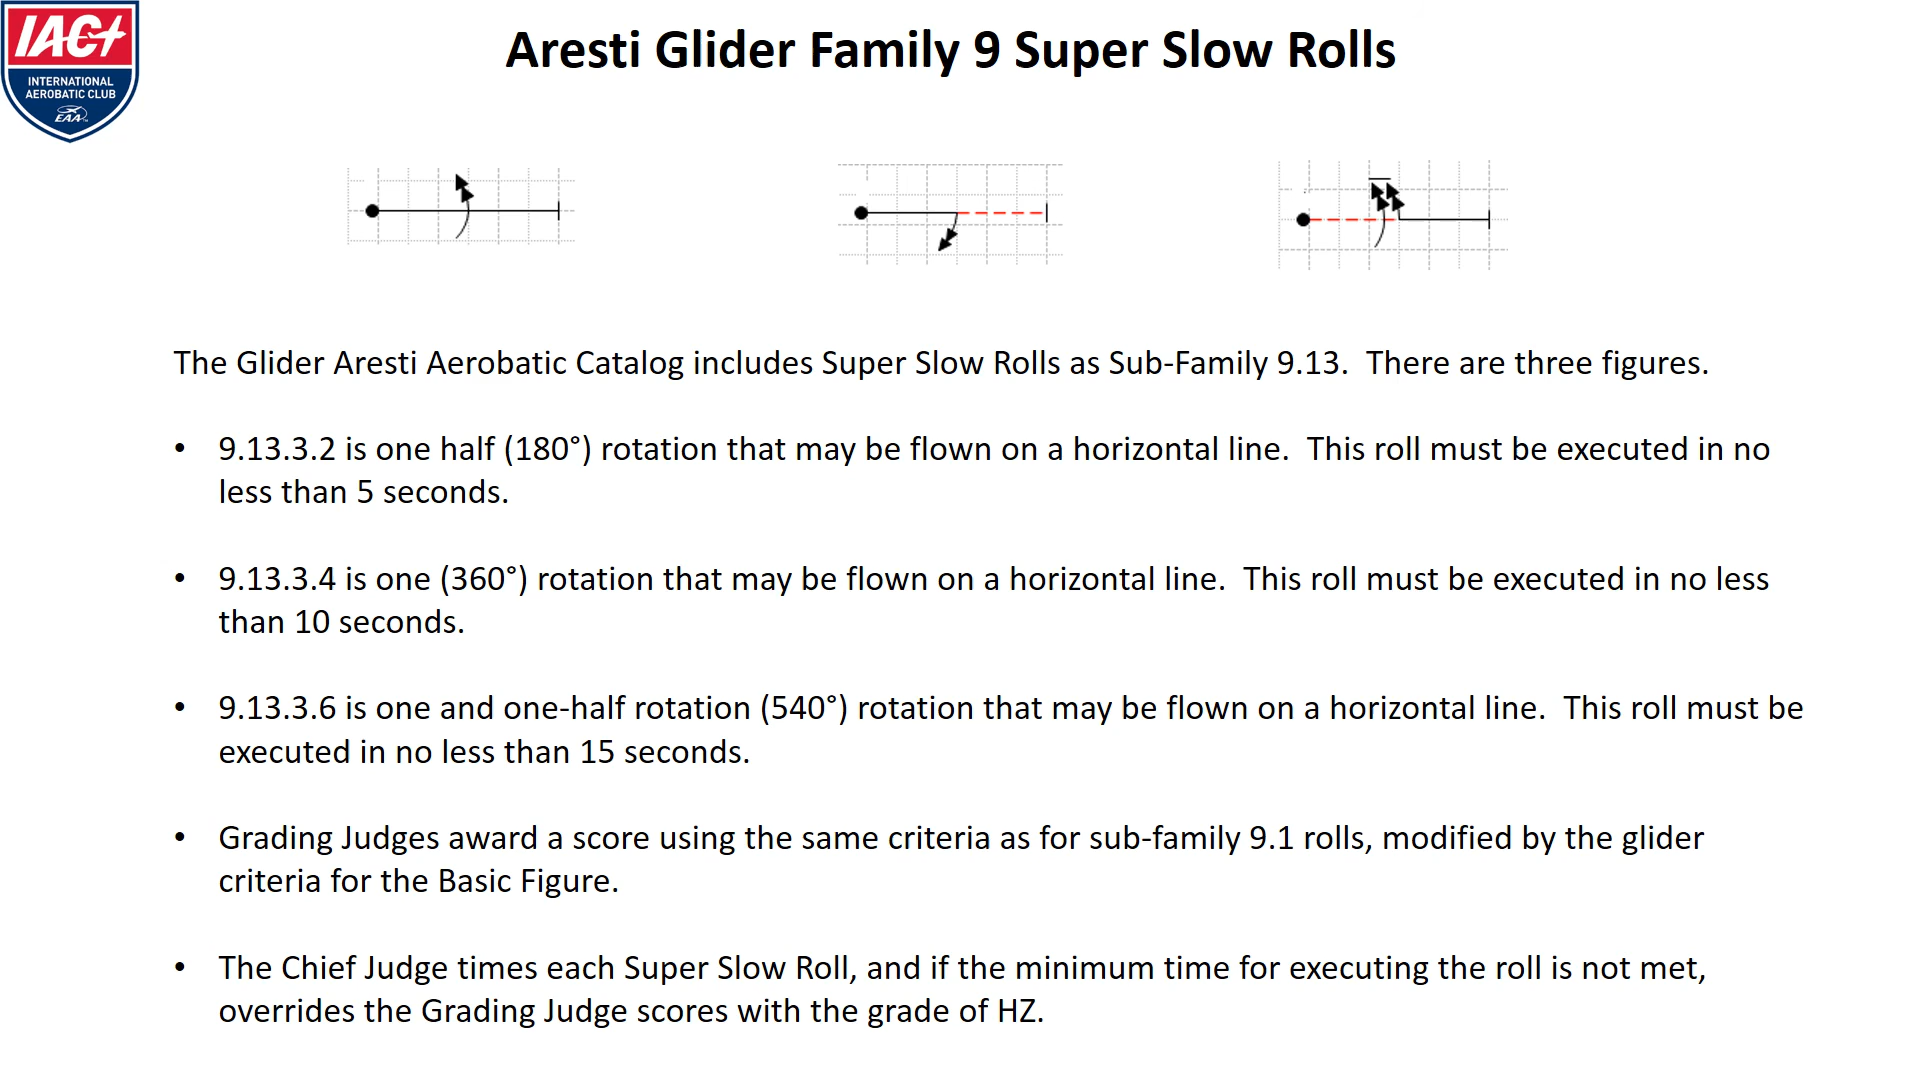 IAC
INTERNATIONAL
AEROBATIC CLUB
EAA
Aresti Glider Family 9 Super Slow Rolls
The Glider Aresti Aerobatic Catalog includes Super Slow Rolls as Sub-Family 9.13.  There are three figures.
• 9.13.3.2 is one half (180°) rotation that may be flown on a horizontal line.  This roll must be executed in no
less than 5 seconds.
• 9.13.3.4 is one (360°) rotation that may be flown on a horizontal line.  This roll must be executed in no less
than 10 seconds.
• 9.13.3.6 is one and one-half rotation (540°) rotation that may be flown on a horizontal line.  This roll must be
executed in no less than 15 seconds.
• Grading Judges award a score using the same criteria as for sub-family 9.1 rolls, modified by the glider
criteria for the Basic Figure.
• The Chief Judge times each Super Slow Roll, and if the minimum time for executing the roll is not met,
overrides the Grading Judge scores with the grade of HZ.